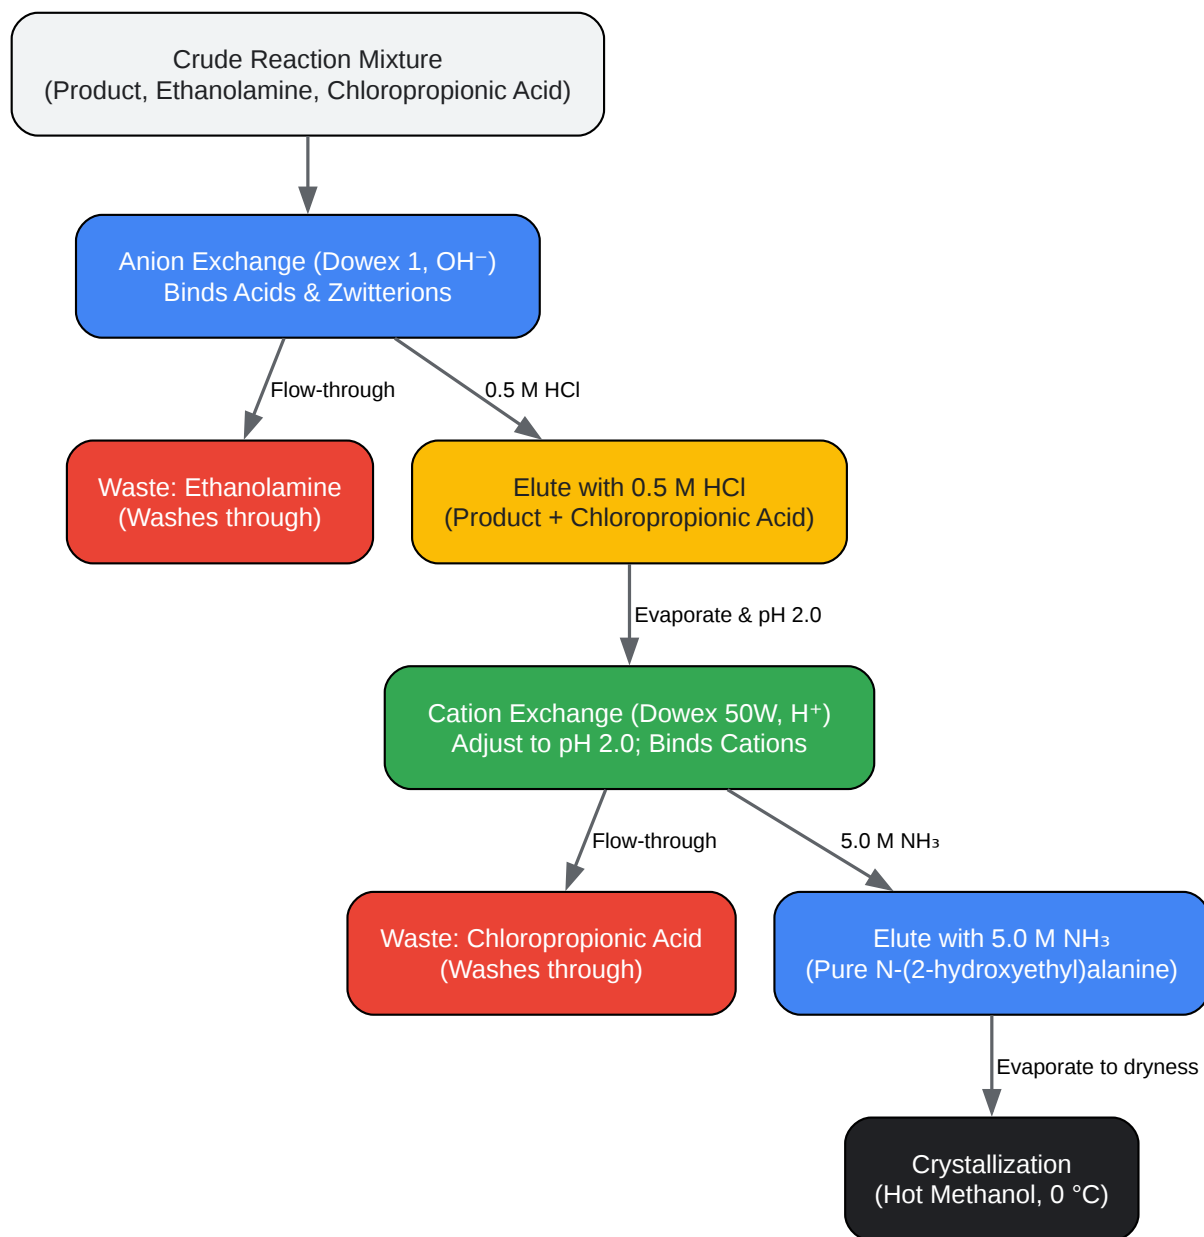 Crude Reaction Mixture
(Product, Ethanolamine, Chloropropionic Acid)
Anion Exchange (Dowex 1, OH⁻)
Binds Acids & Zwitterions
Flow-through
0.5 M HCl
Waste: Ethanolamine
(Washes through)
Elute with 0.5 M HCl
(Product + Chloropropionic Acid)
Evaporate & pH 2.0
Cation Exchange (Dowex 50W, H⁺)
Adjust to pH 2.0; Binds Cations
Flow-through
5.0 M NH₃
Waste: Chloropropionic Acid
(Washes through)
Elute with 5.0 M NH₃
(Pure N-(2-hydroxyethyl)alanine)
Evaporate to dryness
Crystallization
(Hot Methanol, 0 °C)